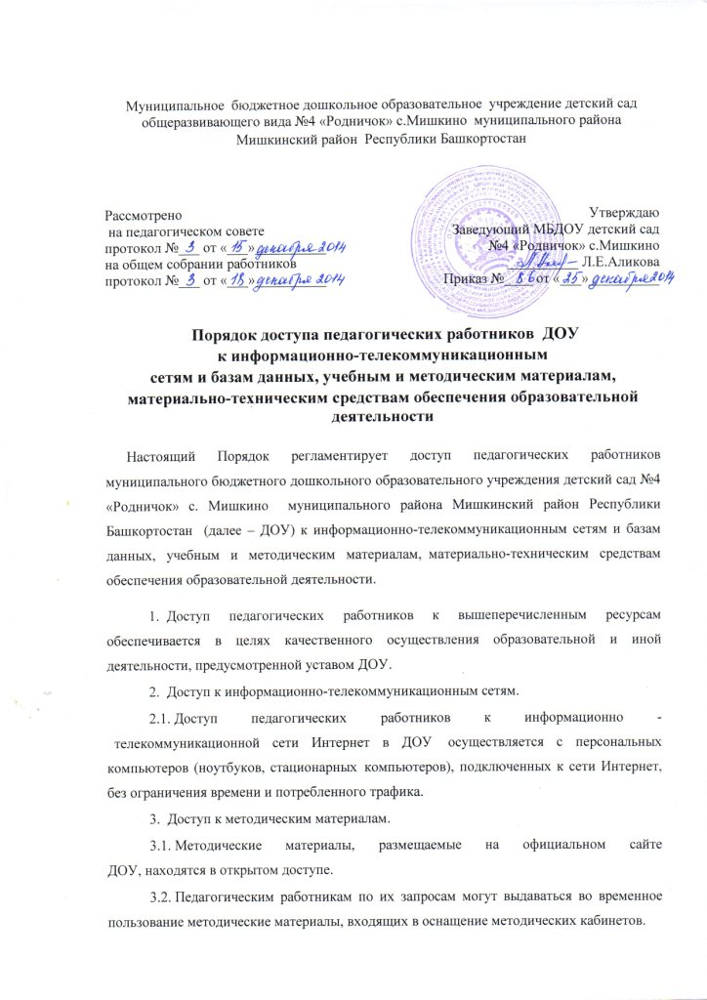 Муниципальное бюджетное дошкольное образовательное учреждение детский сад
общеразвивающего вида №4 «Родничок» с.Мишкино муниципального района
Мишкинский район Республики Башкортостан
Рассмотрено
на педагогическом совете
протокол № 3 от « 15 » декабря 2014
на общем собрании работников
протокол № 3 от « 18 » декабря 2014
Утверждаю
Заведующий МБДОУ детский сад
№4 «Родничок» с.Мишкино
Л.Е.Аликова
Приказ № 86 от « 25 » декабря 2014
Порядок доступа педагогических работников ДОУ
к информационно-телекоммуникационным
сетям и базам данных, учебным и методическим материалам,
материально-техническим средствам обеспечения образовательной
деятельности
Настоящий Порядок регламентирует доступ педагогических работников
муниципального бюджетного дошкольного образовательного учреждения детский сад №4
«Родничок» с. Мишкино муниципального района Мишкинский район Республики
Башкортостан (далее – ДОУ) к информационно-телекоммуникационным сетям и базам
данных, учебным и методическим материалам, материально-техническим средствам
обеспечения образовательной деятельности.
1. Доступ педагогических работников к вышеперечисленным ресурсам
обеспечивается в целях качественного осуществления образовательной и иной
деятельности, предусмотренной уставом ДОУ.
2. Доступ к информационно-телекоммуникационным сетям.
2.1. Доступ педагогических работников к информационно -
телекоммуникационной сети Интернет в ДОУ осуществляется с персональных
компьютеров (ноутбуков, стационарных компьютеров), подключенных к сети Интернет,
без ограничения времени и потребленного трафика.
3. Доступ к методическим материалам.
3.1. Методические материалы, размещаемые на официальном сайте
ДОУ, находятся в открытом доступе.
3.2. Педагогическим работникам по их запросам могут выдаваться во временное
пользование методические материалы, входящих в оснащение методических кабинетов.